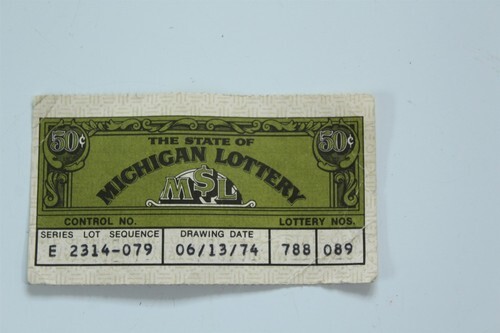 50¢ 50¢
THE STATE OF
MICHIGAN LOTTERY
M$L
CONTROL NO. LOTTERY NOS.
SERIES LOT SEQUENCE DRAWING DATE
E 2314-079 06/13/74 788 089